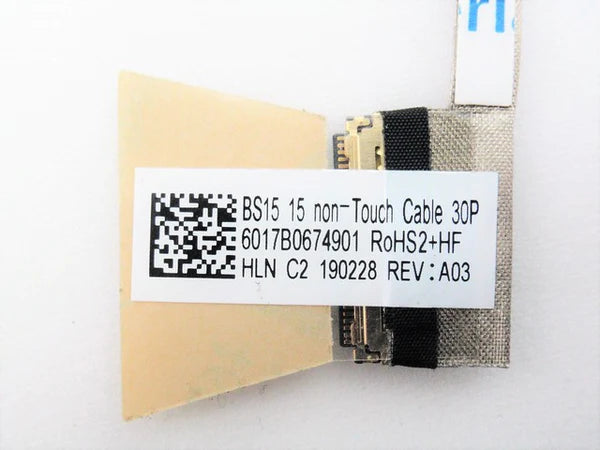 BS15 15 non-Touch Cable 30P
6017B0674901 RoHS2+HF
HLN C2 190228 REV:A03